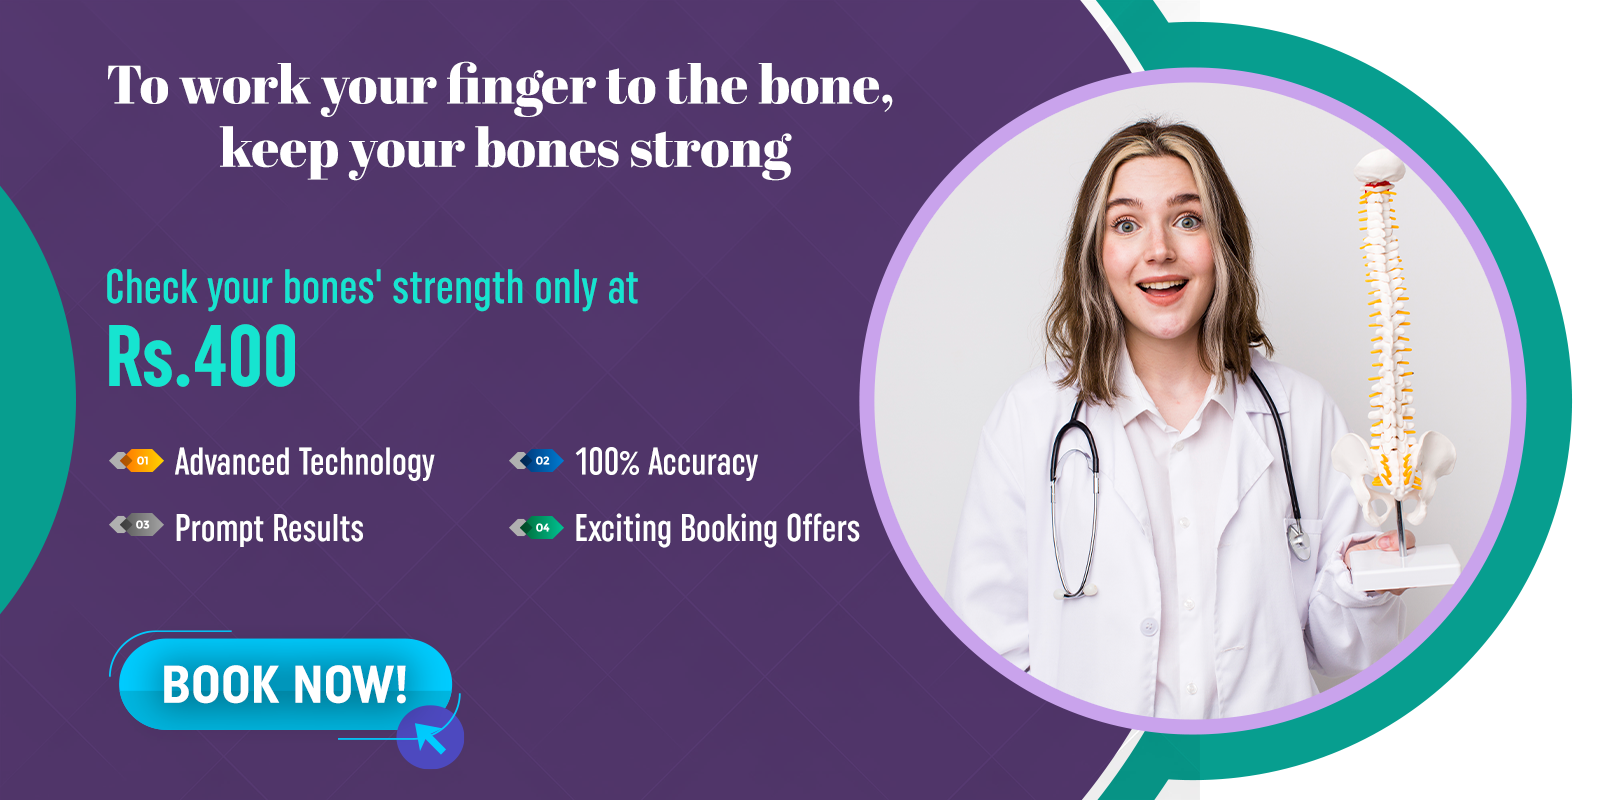 To work your finger to the bone,
keep your bones strong
Check your bones' strength only at
Rs.400
01 Advanced Technology
02 100% Accuracy
03 Prompt Results
04 Exciting Booking Offers
BOOK NOW!